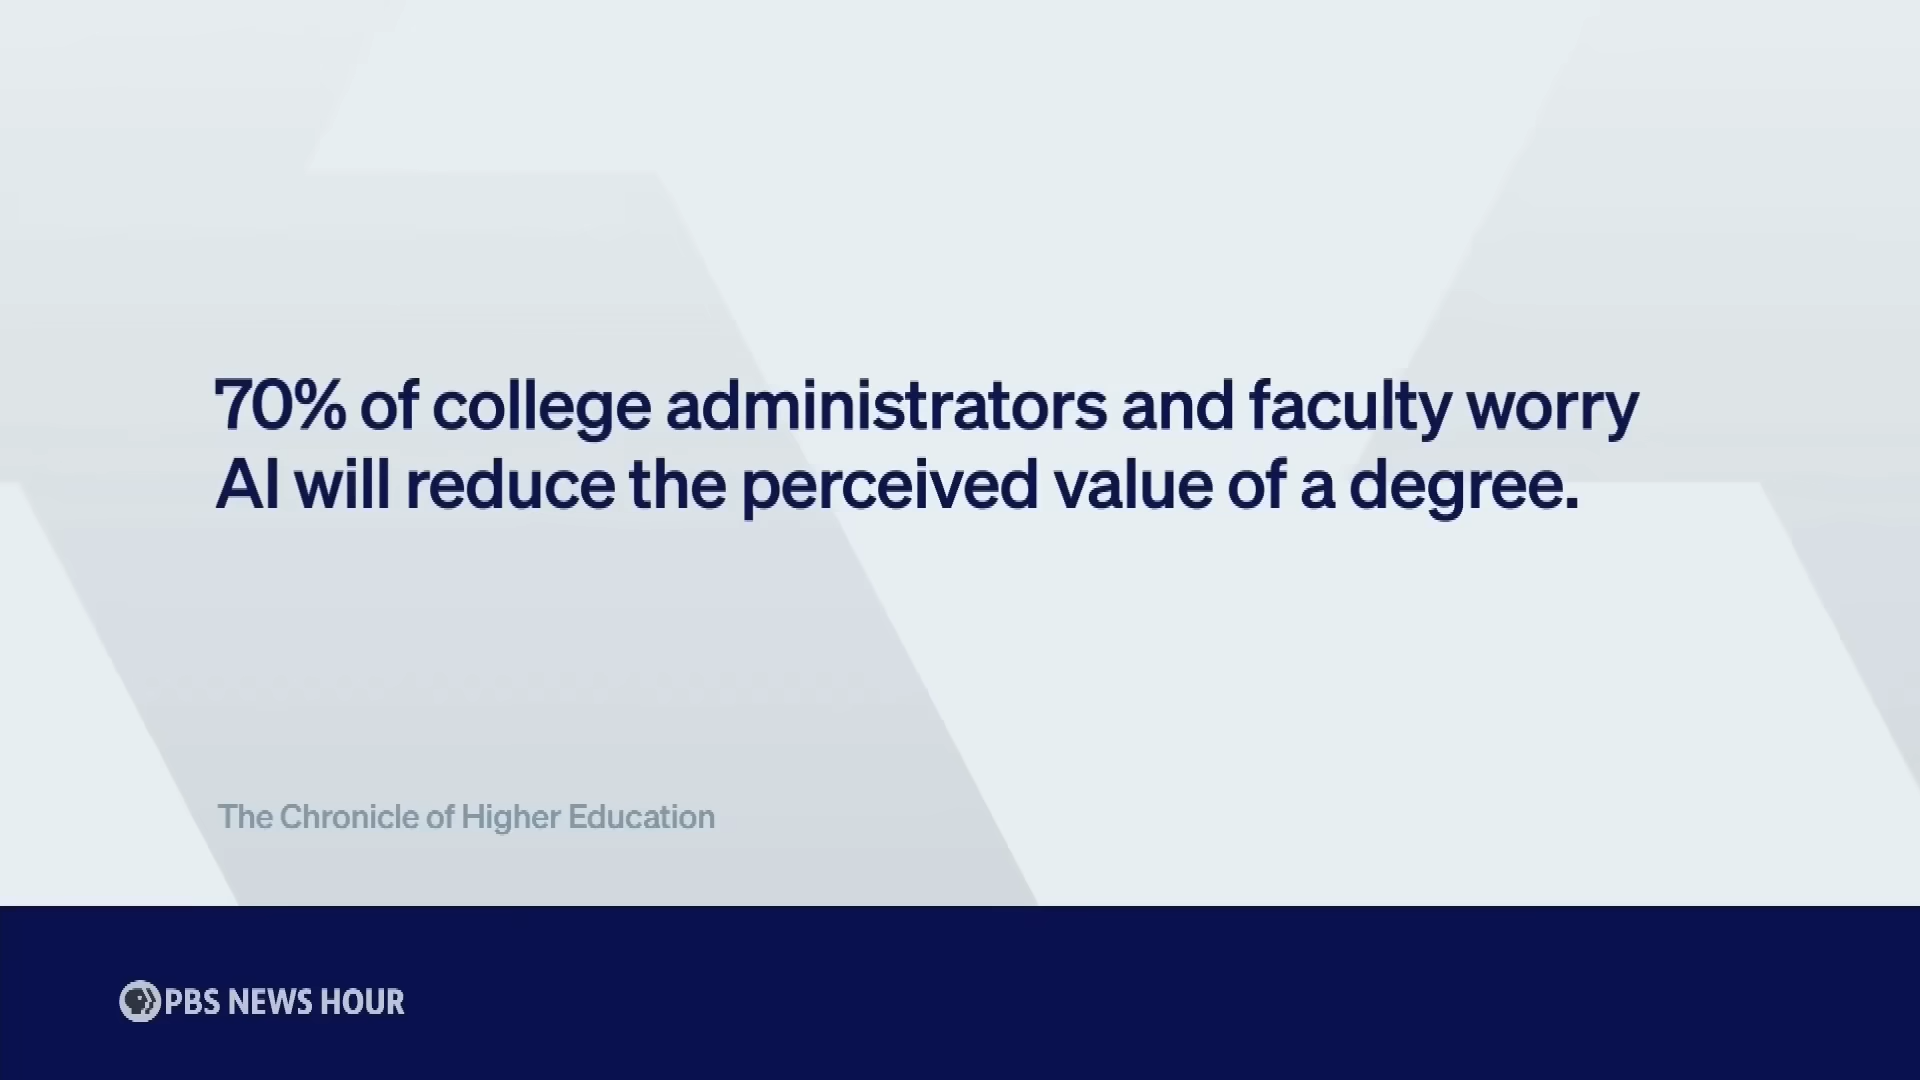 70% of college administrators and faculty worry
AI will reduce the perceived value of a degree.
The Chronicle of Higher Education
PBS NEWS HOUR